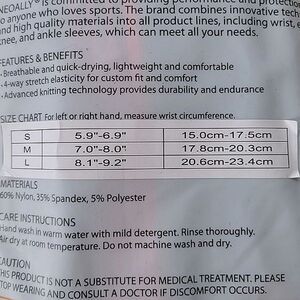 NEOALLY® is committed to providing performance and protection
to anyone who loves sports. The brand combines innovative tech
and high quality materials into all product lines, including wrist, e
knee, and ankle sleeves, which can meet all your needs.
FEATURES & BENEFITS
• Breathable and quick-drying, lightweight and comfortable
• 4-way stretch elasticity for custom fit and comfort
• Advanced knitting technology provides durability and endurance
SIZE CHART For left or right hand, measure wrist circumference.
S 5.9"-6.9" 15.0cm-17.5cm
M 7.0"-8.0" 17.8cm-20.3cm
L 8.1"-9.2" 20.6cm-23.4cm
MATERIALS
60% Nylon, 35% Spandex, 5% Polyester
CARE INSTRUCTIONS
Hand wash in warm water with mild detergent. Rinse thoroughly.
Air dry at room temperature. Do not machine wash and dry.
CAUTION
THIS PRODUCT IS NOT A SUBSTITUTE FOR MEDICAL TREATMENT. PLEASE
STOP WEARING AND CONSULT A DOCTOR IF DISCOMFORT OCCURS.